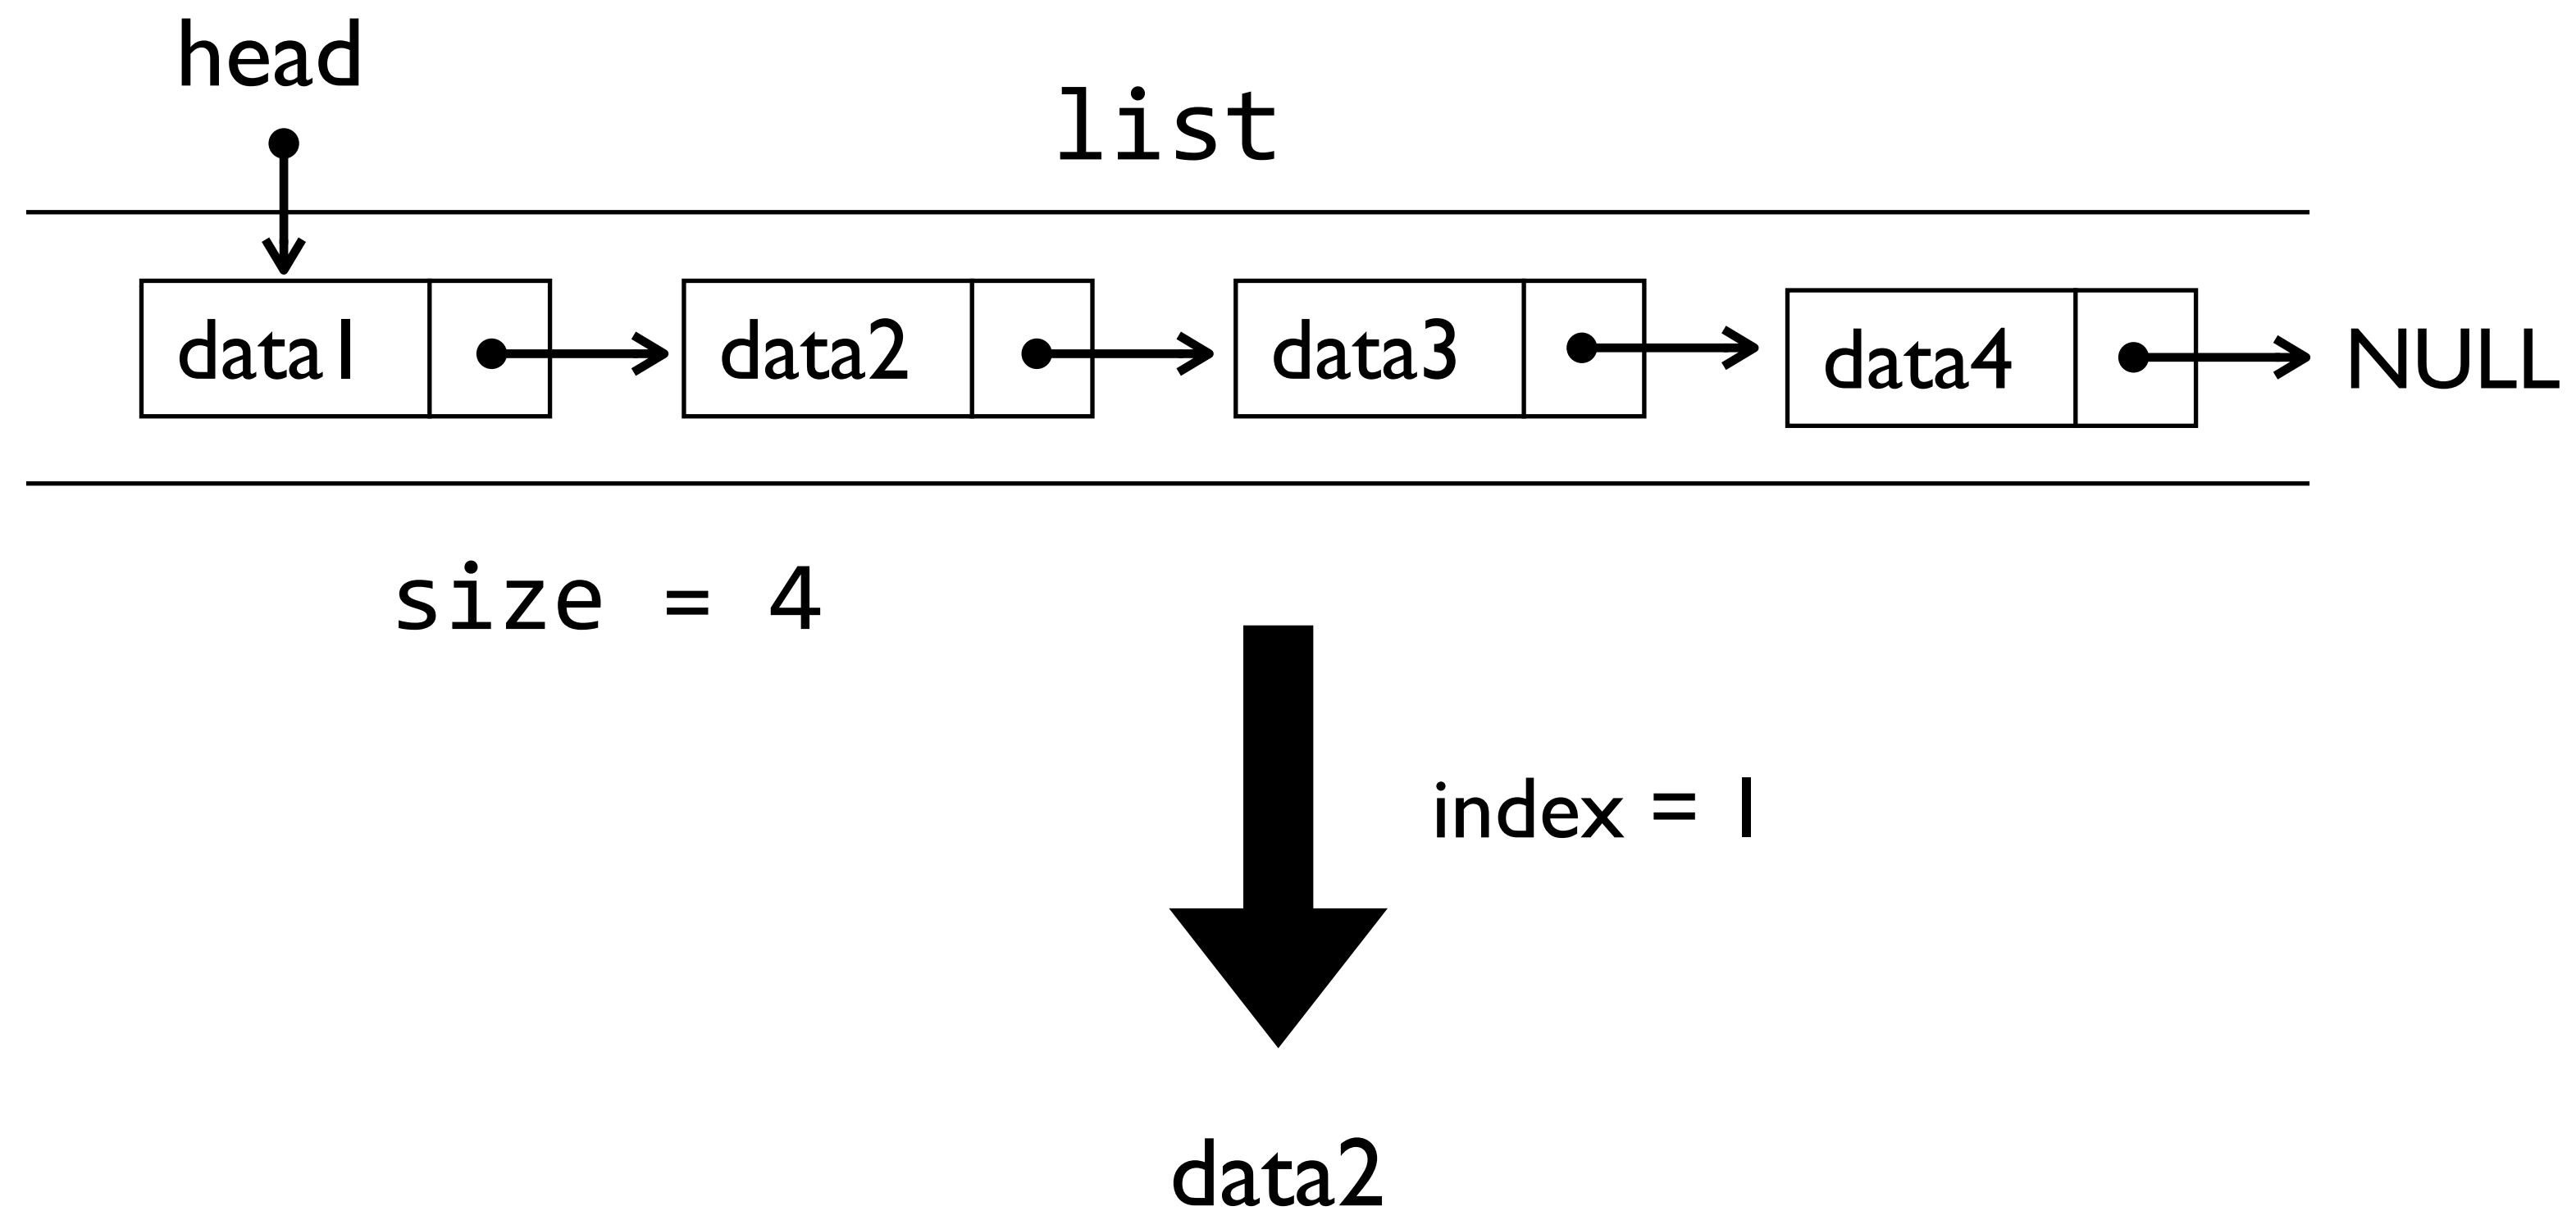 head
list
data1 data2 data3 data4 NULL
size = 4
index = 1
data2